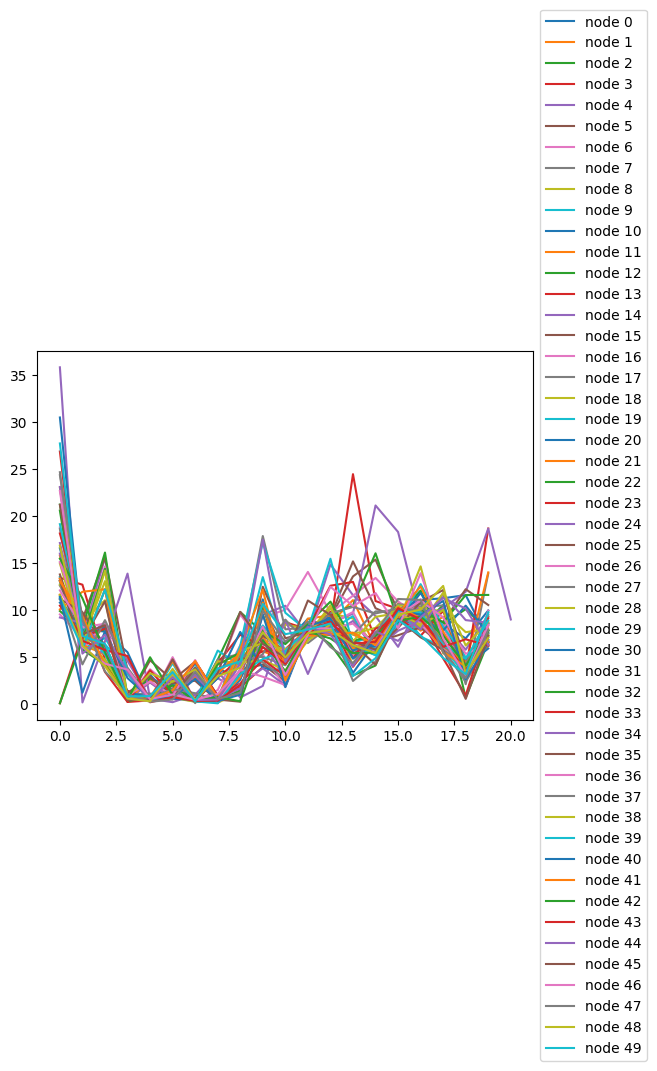 35
30
25
20
15
10
5
0
0.0 2.5 5.0 7.5 10.0 12.5 15.0 17.5 20.0
node 0
node 1
node 2
node 3
node 4
node 5
node 6
node 7
node 8
node 9
node 10
node 11
node 12
node 13
node 14
node 15
node 16
node 17
node 18
node 19
node 20
node 21
node 22
node 23
node 24
node 25
node 26
node 27
node 28
node 29
node 30
node 31
node 32
node 33
node 34
node 35
node 36
node 37
node 38
node 39
node 40
node 41
node 42
node 43
node 44
node 45
node 46
node 47
node 48
node 49